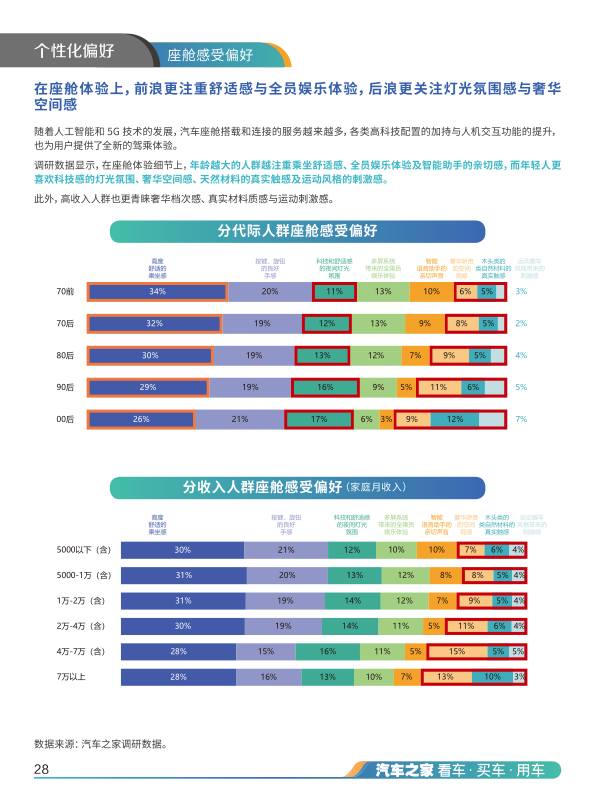 个性化偏好
座舱感受偏好
在座舱体验上，前浪更注重舒适感与全员娱乐体验，后浪更关注灯光氛围感与奢华
空间感
随着人工智能和 5G 技术的发展，汽车座舱搭载和连接的服务越来越多，各类高科技配置的加持与人机交互功能的提升，
也为用户提供了全新的驾乘体验。
调研数据显示，在座舱体验细节上，年龄越大的人群越注重乘坐舒适感、全员娱乐体验及智能助手的亲切感，而年轻人更
喜欢科技感的灯光氛围、奢华空间感、天然材料的真实触感及运动风格的刺激感。
此外，高收入人群也更青睐奢华档次感、真实材料质感与运动刺激感。
分代际人群座舱感受偏好
高度 按键、旋钮 科技和舒适感 多屏系统 智能 奢华质感 木头类的 运动赛车
舒适的 的良好 的夜间灯光 带来的全乘员 语音助手的 的空间 类自然材料的 风格带来的
乘坐感 手感 氛围 娱乐体验 亲切声音 观感 真实触感 刺激感
70前 34% 20% 11% 13% 10% 6% 5% 3%
70后 32% 19% 12% 13% 9% 8% 5% 2%
80后 30% 19% 13% 12% 7% 9% 5% 4%
90后 29% 19% 16% 9% 5% 11% 6% 5%
00后 26% 21% 17% 6% 3% 9% 12% 7%
分收入人群座舱感受偏好（家庭月收入）
高度 按键、旋钮 科技和舒适感 多屏系统 智能 奢华质感 木头类的 运动赛车
舒适的 的良好 的夜间灯光 带来的全乘员 语音助手的 的空间 类自然材料的 风格带来的
乘坐感 手感 氛围 娱乐体验 亲切声音 观感 真实触感 刺激感
5000以下（含） 30% 21% 12% 10% 10% 7% 6% 4%
5000-1万（含） 31% 20% 13% 12% 8% 8% 5% 4%
1万-2万（含） 31% 19% 14% 12% 7% 9% 5% 4%
2万-4万（含） 30% 19% 14% 11% 5% 11% 6% 4%
4万-7万（含） 28% 15% 16% 11% 5% 15% 5% 5%
7万以上 28% 16% 13% 10% 7% 13% 10% 3%
数据来源：汽车之家调研数据。
28
汽车之家 看车·买车·用车